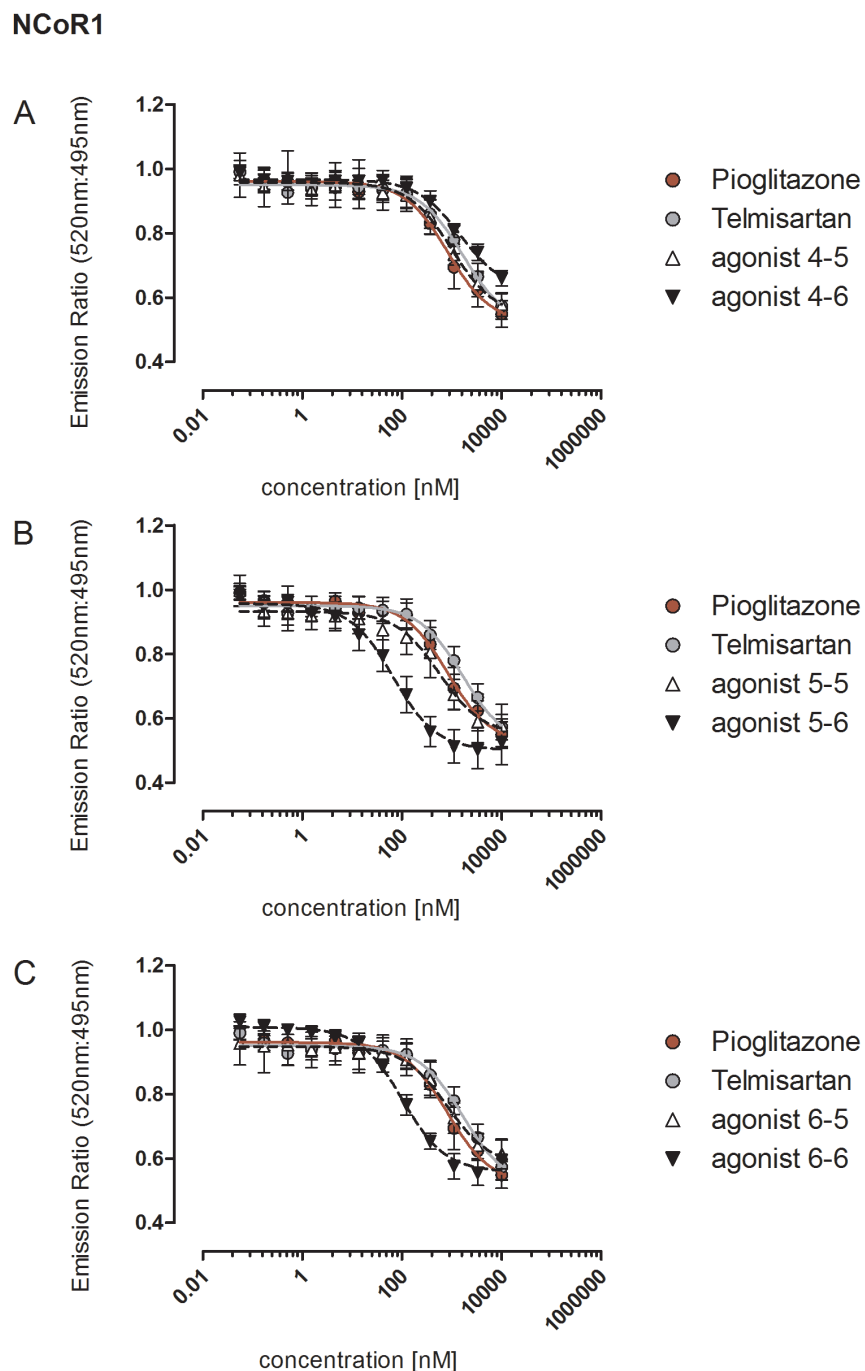 NCoR1
A
Emission Ratio (520nm:495nm)
1.2
1.0
0.8
0.6
0.4
0.01
1
100
10000
1000000
concentration [nM]
Pioglitazone
Telmisartan
agonist 4-5
agonist 4-6
B
Emission Ratio (520nm:495nm)
1.2
1.0
0.8
0.6
0.4
0.01
1
100
10000
1000000
concentration [nM]
Pioglitazone
Telmisartan
agonist 5-5
agonist 5-6
C
Emission Ratio (520nm:495nm)
1.2
1.0
0.8
0.6
0.4
0.01
1
100
10000
1000000
concentration [nM]
Pioglitazone
Telmisartan
agonist 6-5
agonist 6-6